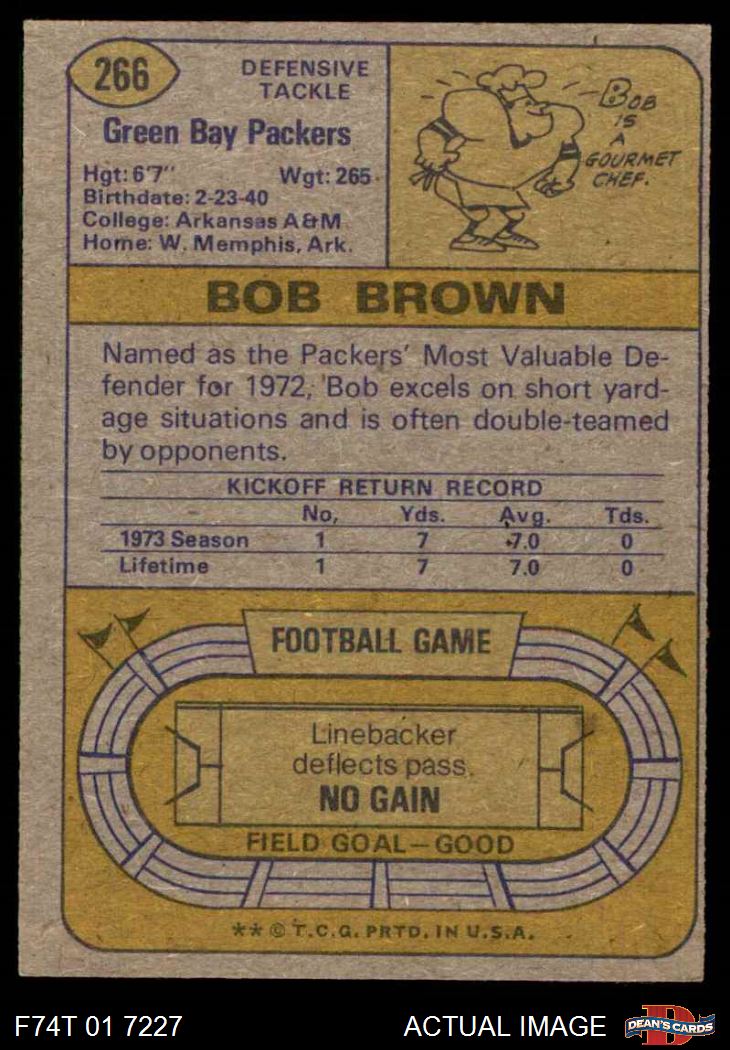 266
DEFENSIVE
TACKLE
Green Bay Packers
Hgt: 6'7" Wgt: 265
Birthdate: 2-23-40
College: Arkansas A&M
Home: W. Memphis, Ark.
BOB
IS
A
GOURMET
CHEF.
BOB BROWN
Named as the Packers' Most Valuable De-
fender for 1972, Bob excels on short yard-
age situations and is often double-teamed
by opponents.
KICKOFF RETURN RECORD
No. Yds. Avg. Tds.
1973 Season 1 7 7.0 0
Lifetime 1 7 7.0 0
FOOTBALL GAME
Linebacker
deflects pass.
NO GAIN
FIELD GOAL—GOOD
**© T.C.G. PRTD. IN U.S.A.
F74T 01 7227 ACTUAL IMAGE
D
DEAN'S CARDS